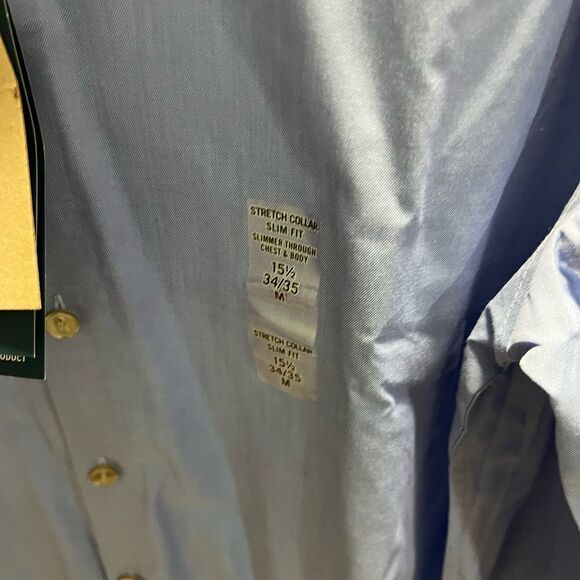 STRETCH COLLAR
SLIM FIT
SLIMMER THROUGH
CHEST & BODY
15½
34/35
M
STRETCH COLLAR
SLIM FIT
15½
34/35
M